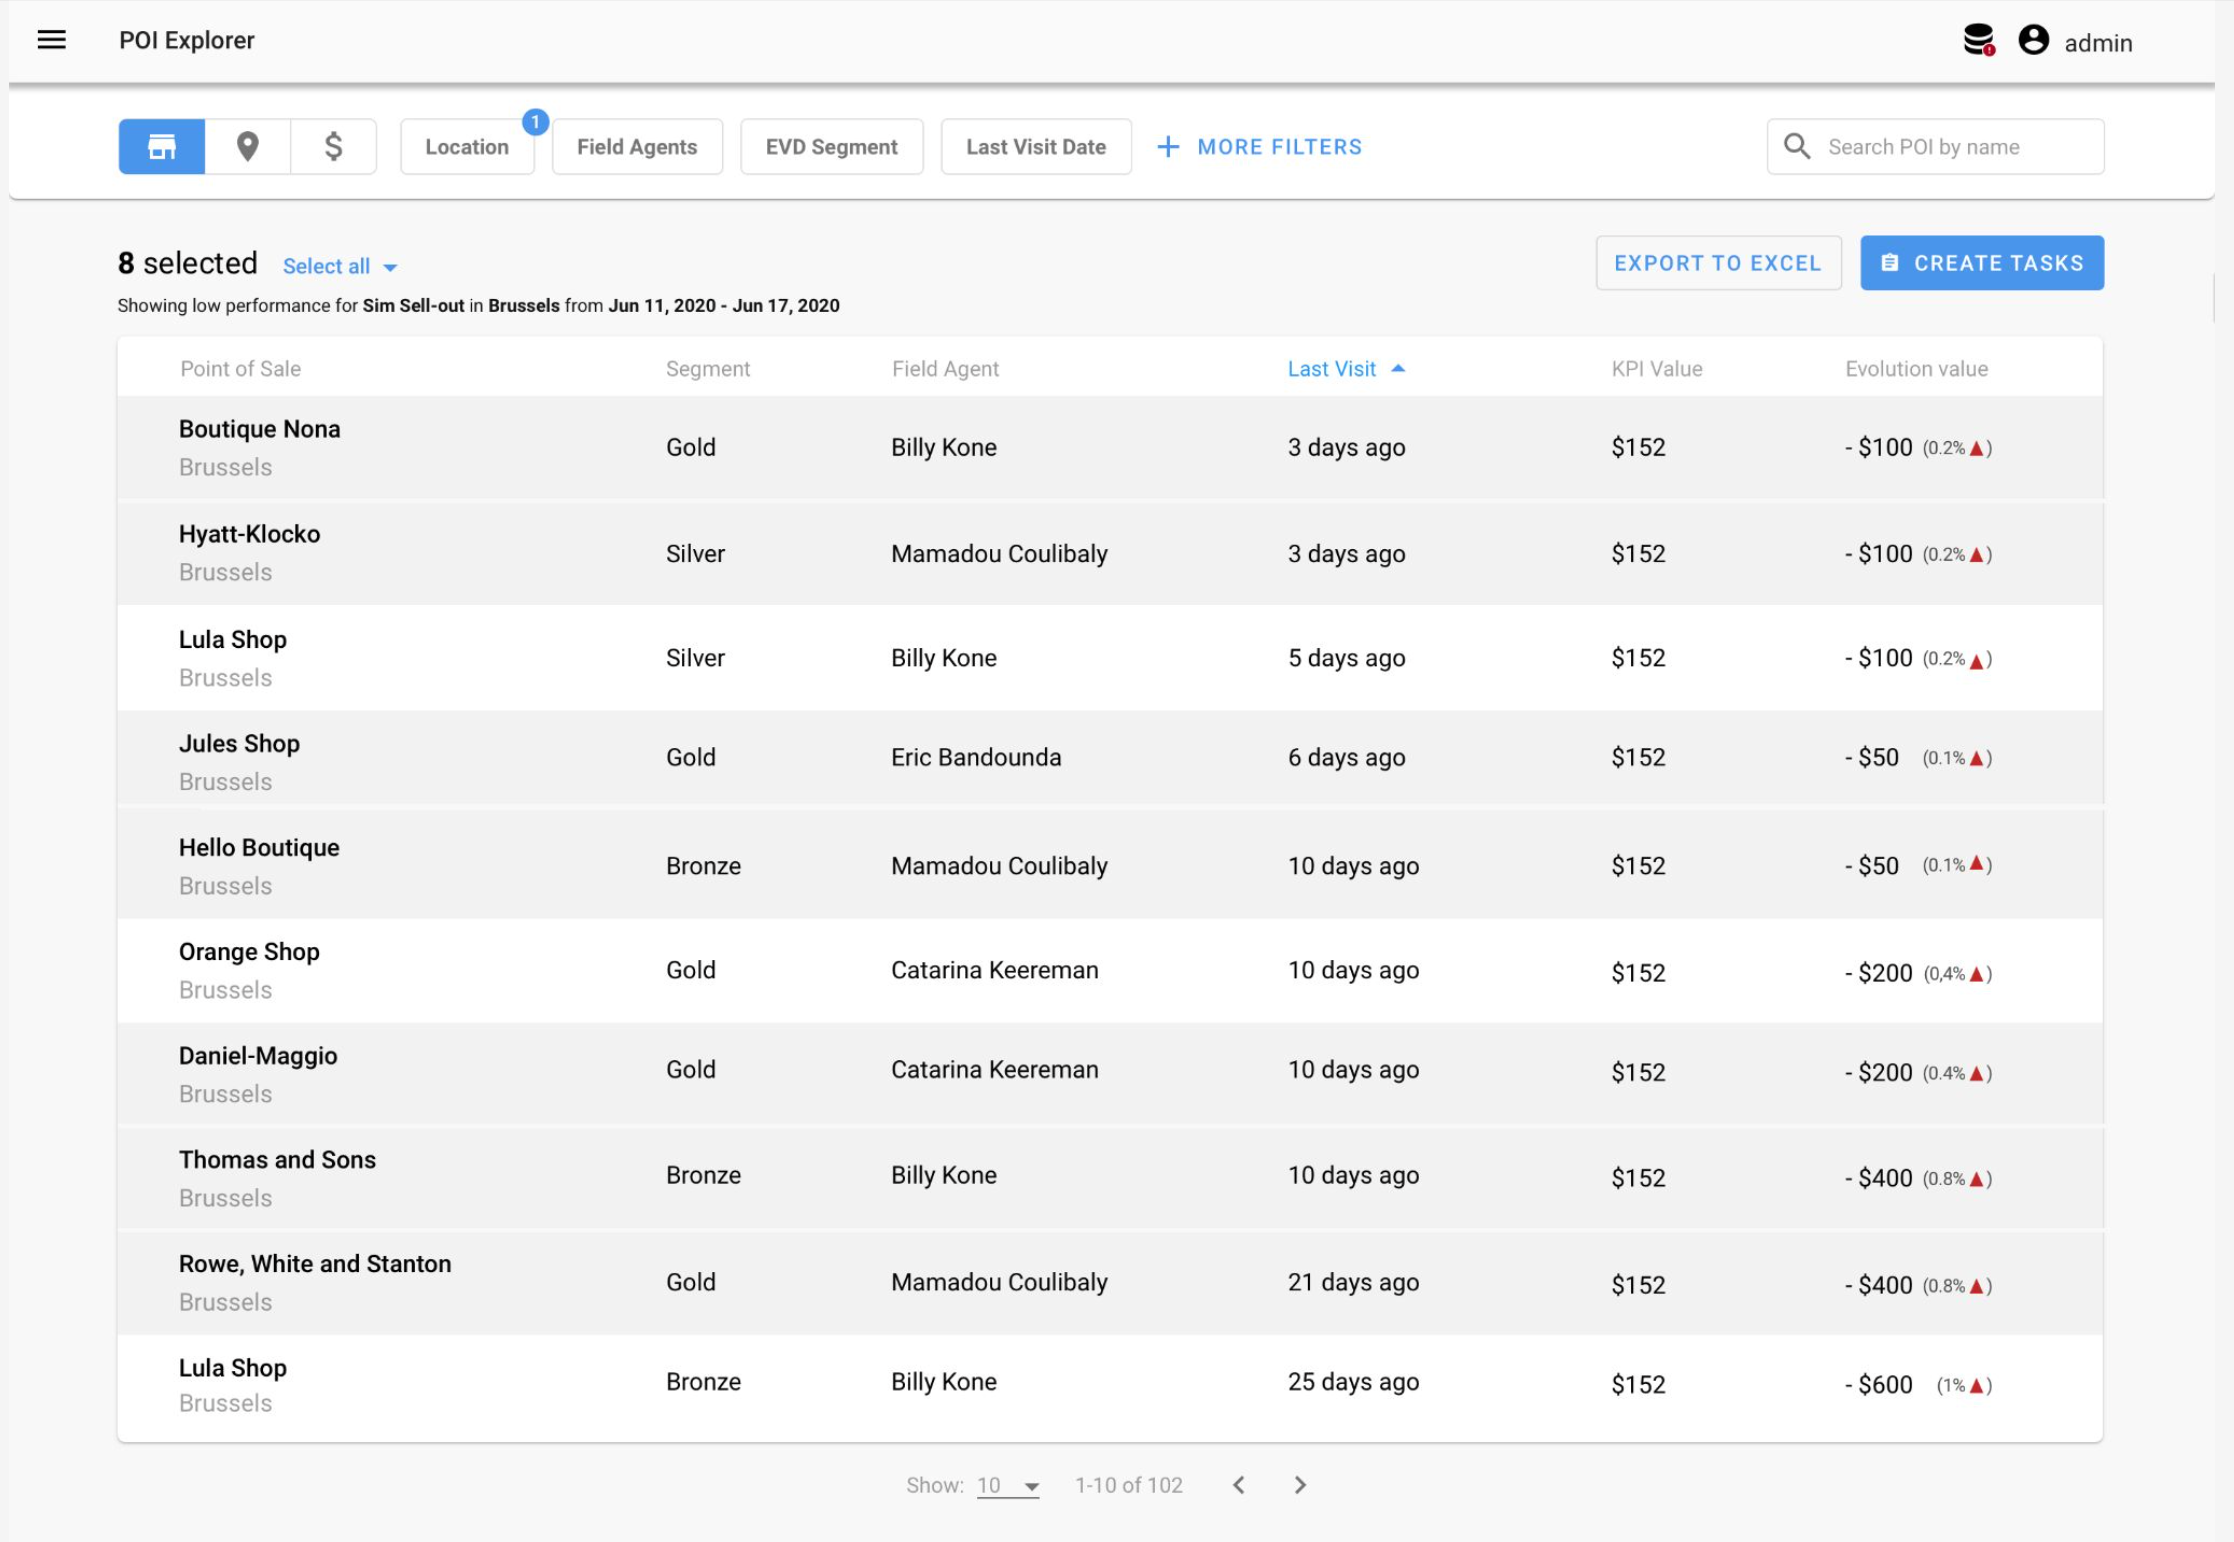 POI Explorer
admin
Location 1 Field Agents EVD Segment Last Visit Date + MORE FILTERS Search POI by name
8 selected Select all EXPORT TO EXCEL CREATE TASKS
Showing low performance for Sim Sell-out in Brussels from Jun 11, 2020 - Jun 17, 2020
Point of Sale Segment Field Agent Last Visit KPI Value Evolution value
Boutique Nona
Brussels
Gold Billy Kone 3 days ago $152 - $100 (0.2%▲)
Hyatt-Klocko
Brussels
Silver Mamadou Coulibaly 3 days ago $152 - $100 (0.2%▲)
Lula Shop
Brussels
Silver Billy Kone 5 days ago $152 - $100 (0.2%▲)
Jules Shop
Brussels
Gold Eric Bandounda 6 days ago $152 - $50 (0.1%▲)
Hello Boutique
Brussels
Bronze Mamadou Coulibaly 10 days ago $152 - $50 (0.1%▲)
Orange Shop
Brussels
Gold Catarina Keereman 10 days ago $152 - $200 (0,4%▲)
Daniel-Maggio
Brussels
Gold Catarina Keereman 10 days ago $152 - $200 (0.4%▲)
Thomas and Sons
Brussels
Bronze Billy Kone 10 days ago $152 - $400 (0.8%▲)
Rowe, White and Stanton
Brussels
Gold Mamadou Coulibaly 21 days ago $152 - $400 (0.8%▲)
Lula Shop
Brussels
Bronze Billy Kone 25 days ago $152 - $600 (1%▲)
Show: 10 1-10 of 102